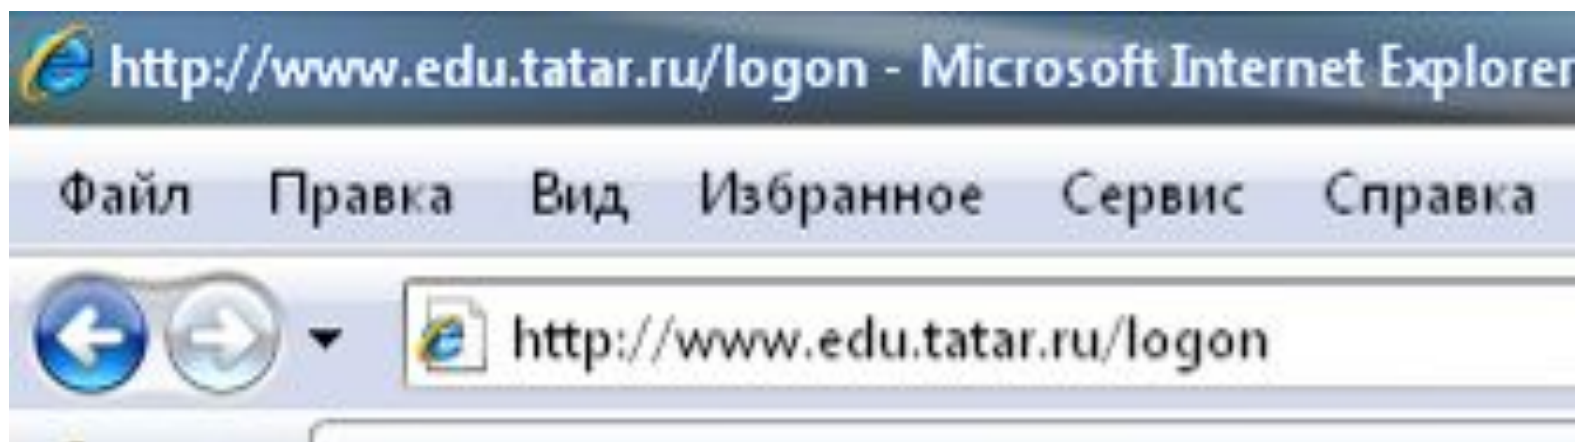 http://www.edu.tatar.ru/logon - Microsoft Internet Explorer
Файл Правка Вид Избранное Сервис Справка
http://www.edu.tatar.ru/logon